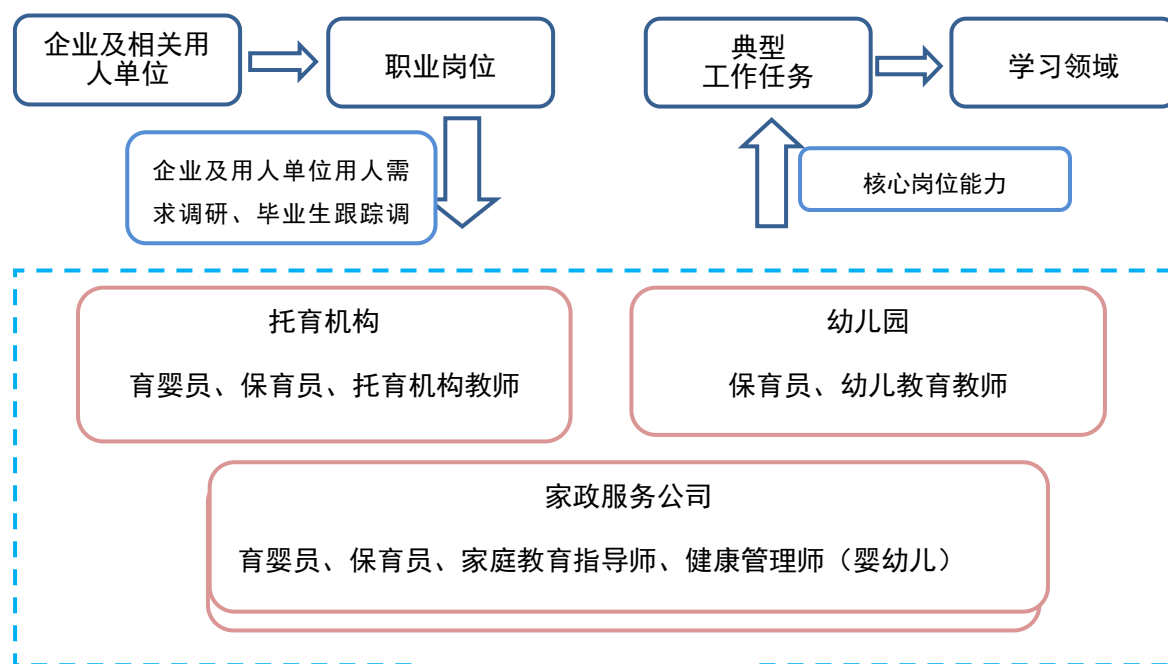 企业及相关用
人单位
职业岗位
典型
工作任务
学习领域
企业及用人单位用人需
求调研、毕业生跟踪调
核心岗位能力
托育机构
育婴员、保育员、托育机构教师
幼儿园
保育员、幼儿教育教师
家政服务公司
育婴员、保育员、家庭教育指导师、健康管理师（婴幼儿）